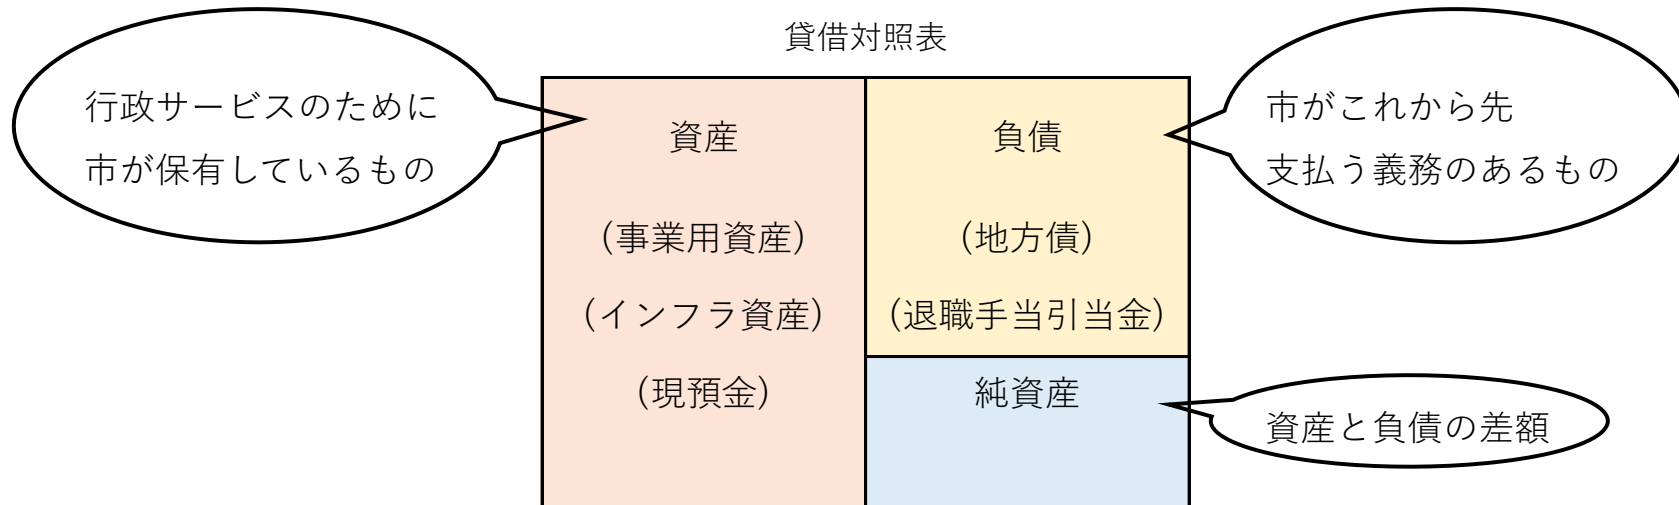 貸借対照表
行政サービスのために
市が保有しているもの
資産
(事業用資産)
(インフラ資産)
(現預金)
負債
(地方債)
(退職手当引当金)
純資産
市がこれから先
支払う義務のあるもの
資産と負債の差額